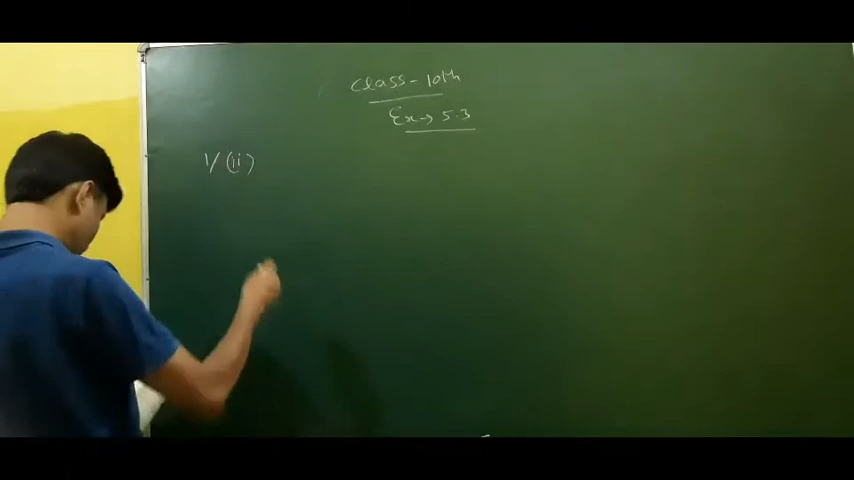 Class - 10th
Ex → 5.3
1/ (ii)